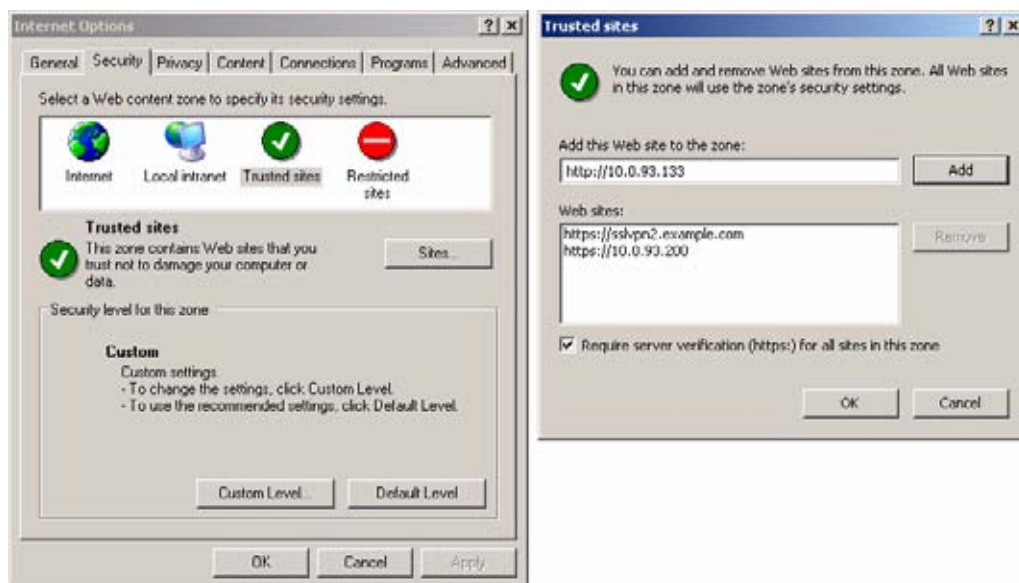 Internet Options
General Security Privacy Content Connections Programs Advanced
Select a Web content zone to specify its security settings.
Internet Local intranet Trusted sites Restricted sites
Trusted sites
This zone contains Web sites that you
trust not to damage your computer or
data.
Sites...
Security level for this zone
Custom
Custom settings.
- To change the settings, click Custom Level.
- To use the recommended settings, click Default Level.
Custom Level... Default Level
OK Cancel Apply
Trusted sites
You can add and remove Web sites from this zone. All Web sites
in this zone will use the zone's security settings.
Add this Web site to the zone:
http://10.0.93.133 Add
Web sites:
https://sslvpn2.example.com
https://10.0.93.200
Remove
Require server verification (https:) for all sites in this zone
OK Cancel